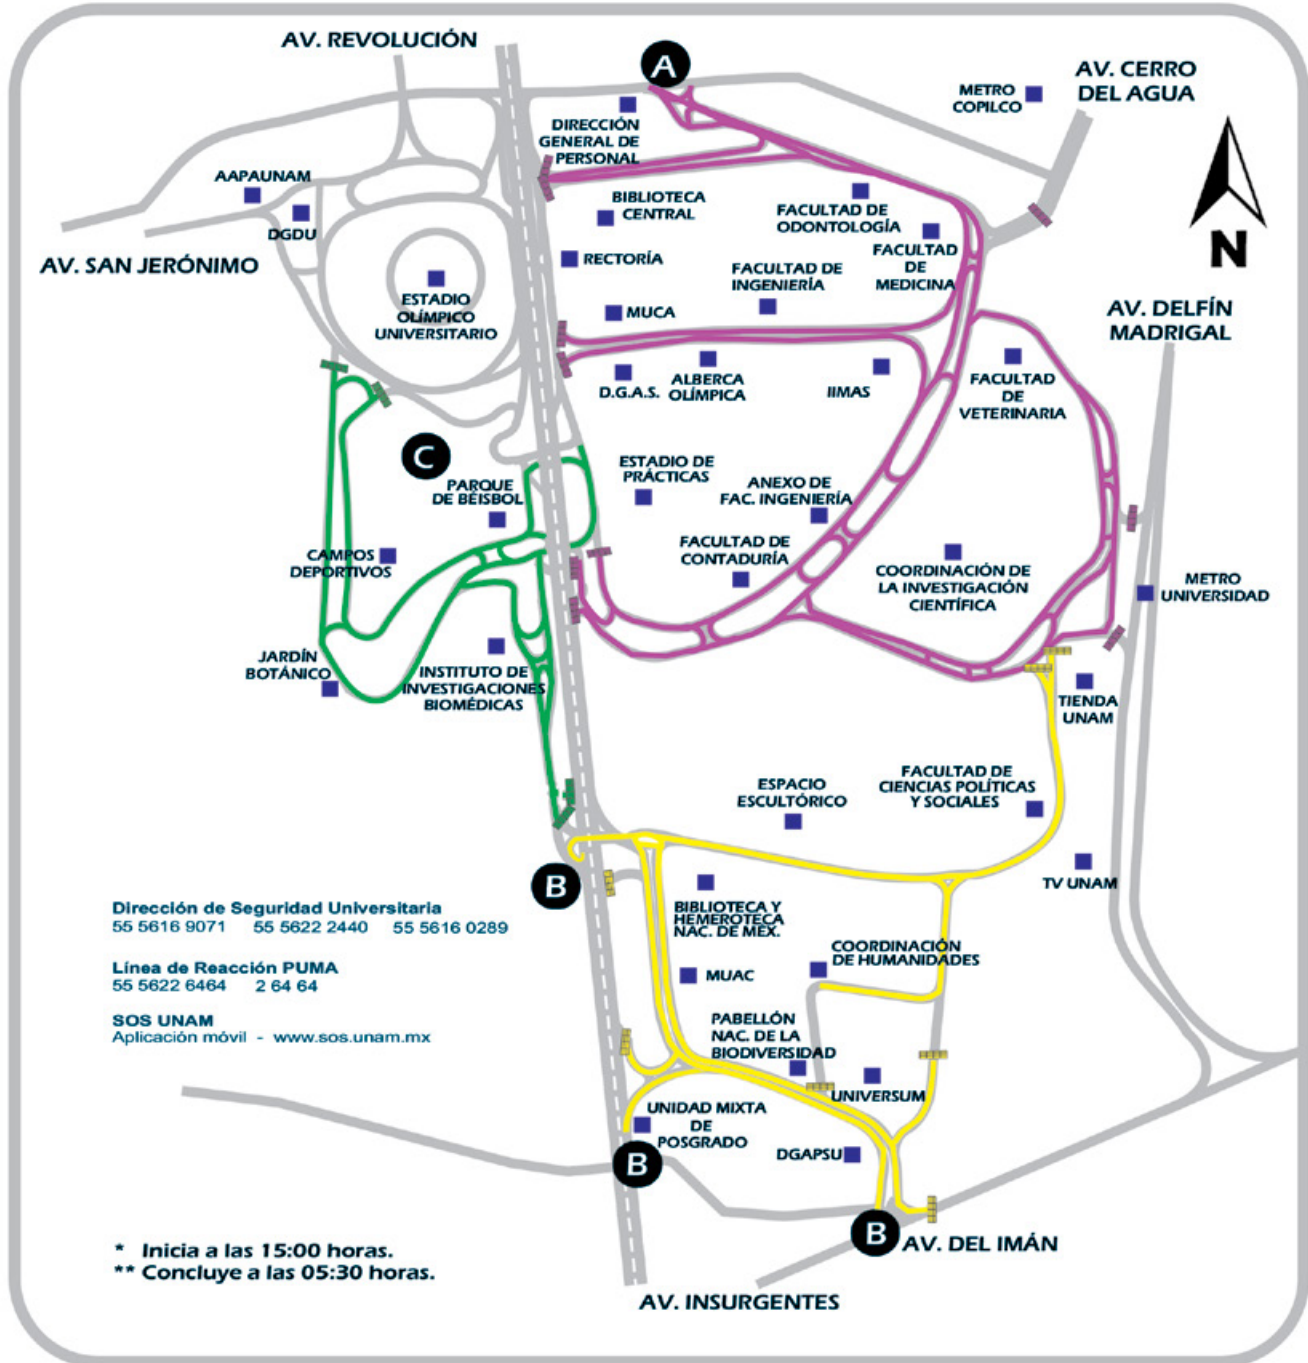 AV. REVOLUCIÓN
A
AV. CERRO
DEL AGUA
METRO
COPILCO
DIRECCIÓN
GENERAL DE
PERSONAL
AAPAUNAM
DGDU
BIBLIOTECA
CENTRAL
FACULTAD DE
ODONTOLOGÍA
FACULTAD
DE
MEDICINA
N
AV. SAN JERÓNIMO
RECTORÍA
FACULTAD DE
INGENIERÍA
ESTADIO
OLÍMPICO
UNIVERSITARIO
MUCA
AV. DELFÍN
MADRIGAL
D.G.A.S.
ALBERCA
OLÍMPICA
IIMAS
FACULTAD
DE
VETERINARIA
C
PARQUE
DE BÉISBOL
ESTADIO DE
PRÁCTICAS
ANEXO DE
FAC. INGENIERÍA
CAMPOS
DEPORTIVOS
FACULTAD DE
CONTADURÍA
COORDINACIÓN DE
LA INVESTIGACIÓN
CIENTÍFICA
METRO
UNIVERSIDAD
JARDÍN
BOTÁNICO
INSTITUTO DE
INVESTIGACIONES
BIOMÉDICAS
TIENDA
UNAM
ESPACIO
ESCULTÓRICO
FACULTAD DE
CIENCIAS POLÍTICAS
Y SOCIALES
B
TV UNAM
BIBLIOTECA Y
HEMEROTECA
NAC. DE MÉX.
Dirección de Seguridad Universitaria
55 5616 9071 55 5622 2440 55 5616 0289
COORDINACIÓN
DE HUMANIDADES
MUAC
Línea de Reacción PUMA
55 5622 6464 2 64 64
SOS UNAM
Aplicación móvil - www.sos.unam.mx
PABELLÓN
NAC. DE LA
BIODIVERSIDAD
UNIVERSUM
UNIDAD MIXTA
DE
POSGRADO
DGAPSU
B
B
AV. DEL IMÁN
* Inicia a las 15:00 horas.
** Concluye a las 05:30 horas.
AV. INSURGENTES